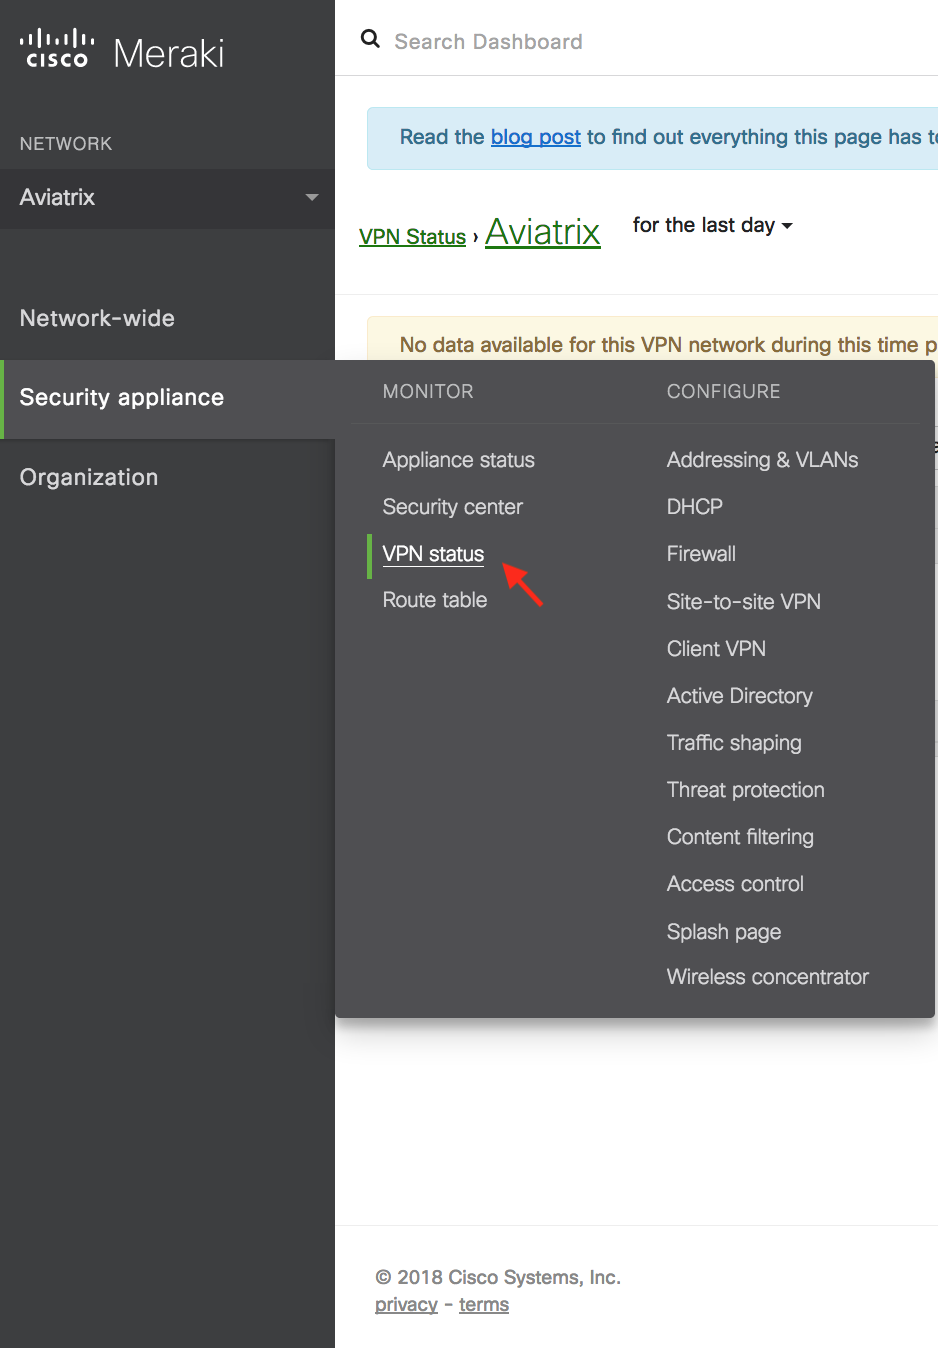 cisco Meraki
Search Dashboard
NETWORK
Aviatrix
Read the blog post to find out everything this page has
VPN Status › Aviatrix for the last day
Network-wide
No data available for this VPN network during this time
Security appliance
Organization
MONITOR
Appliance status
Security center
VPN status
Route table
CONFIGURE
Addressing & VLANs
DHCP
Firewall
Site-to-site VPN
Client VPN
Active Directory
Traffic shaping
Threat protection
Content filtering
Access control
Splash page
Wireless concentrator
© 2018 Cisco Systems, Inc.
privacy - terms